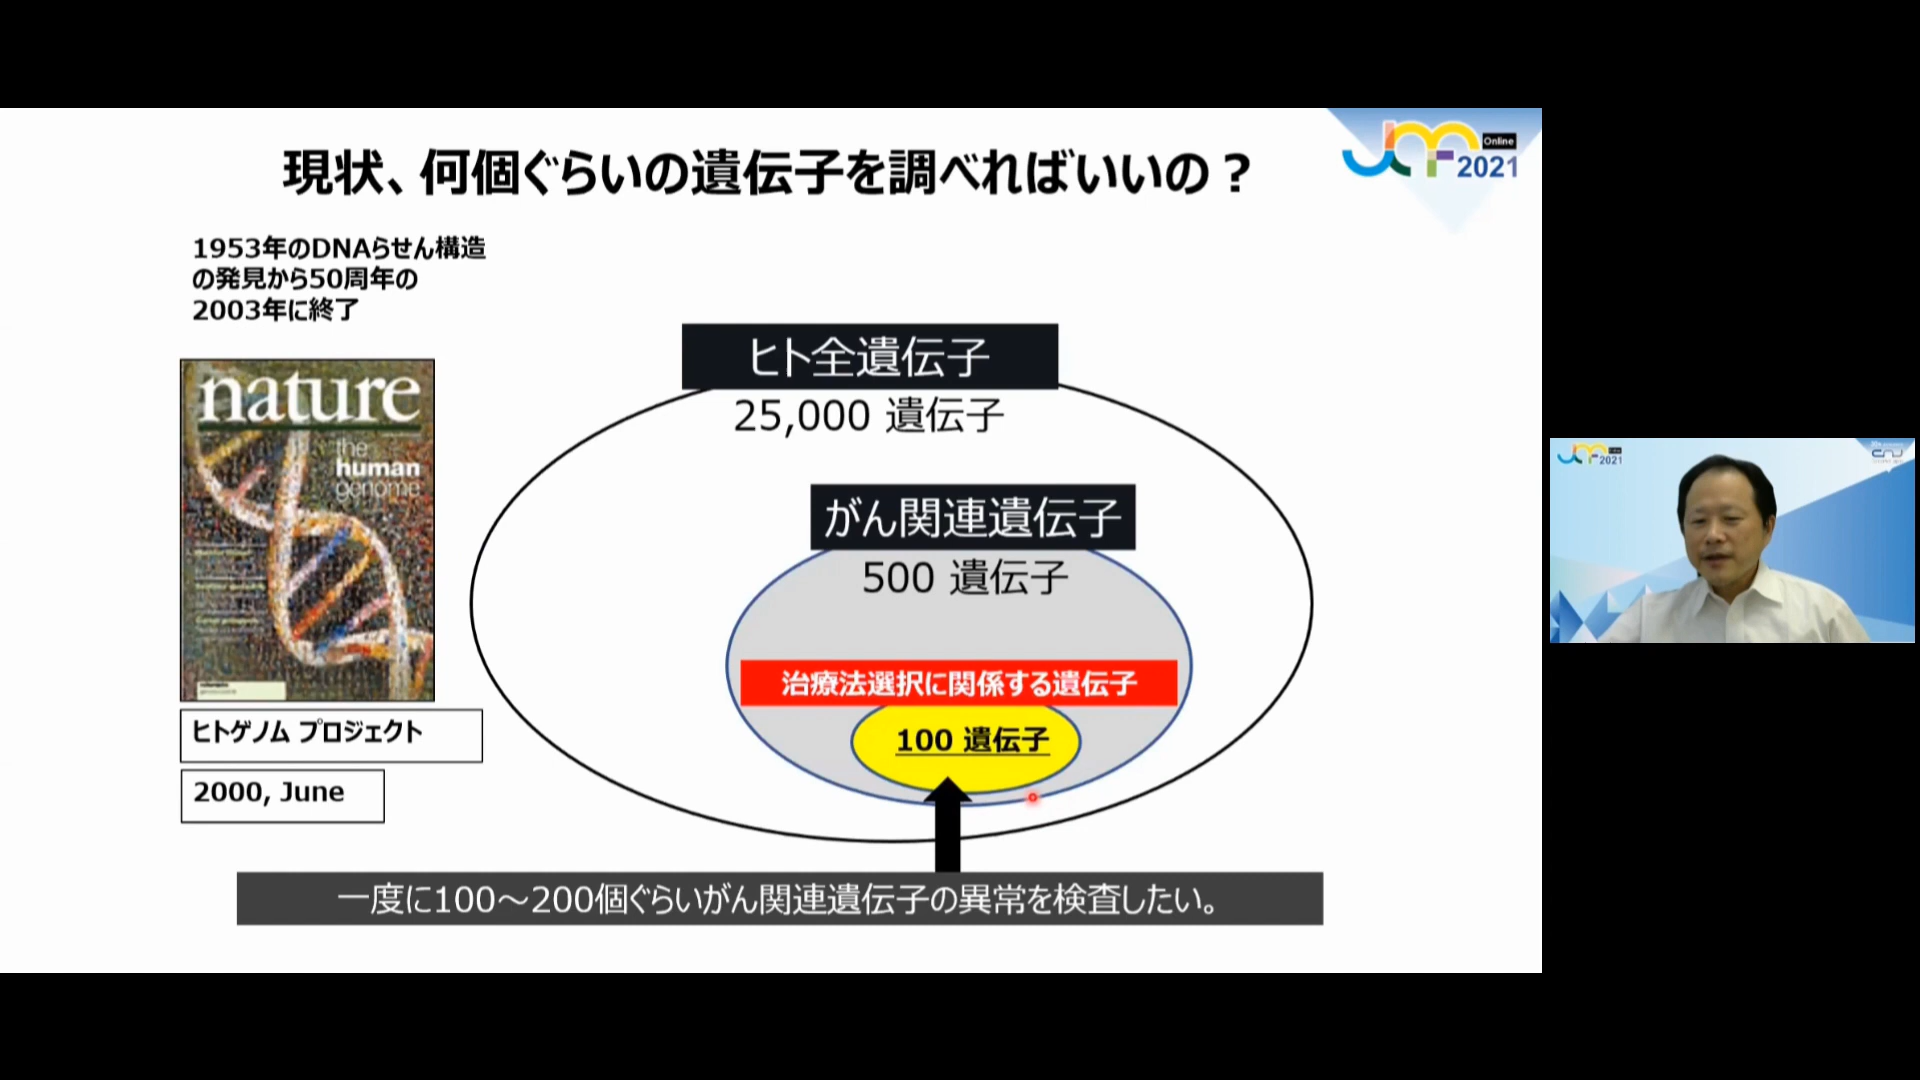 現状、何個ぐらいの遺伝子を調べればいいの？
Online
2021
1953年のDNAらせん構造
の発見から50周年の
2003年に終了
nature
the
human
genome
ヒトゲノム プロジェクト
2000, June
ヒト全遺伝子
25,000 遺伝子
がん関連遺伝子
500 遺伝子
治療法選択に関係する遺伝子
100 遺伝子
一度に100～200個ぐらいがん関連遺伝子の異常を検査したい。
2021